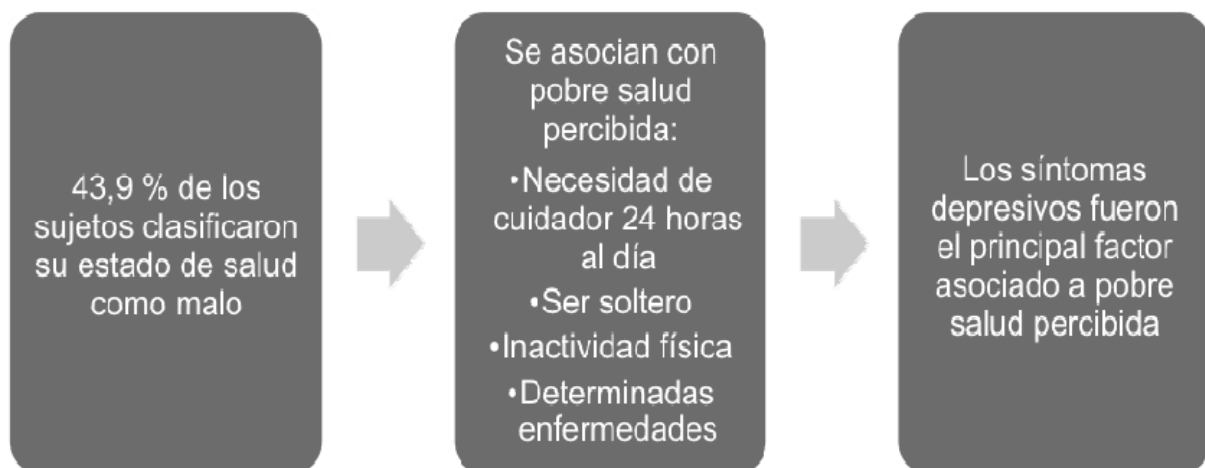 43,9 % de los
sujetos clasificaron
su estado de salud
como malo
Se asocian con
pobre salud
percibida:
•Necesidad de
cuidador 24 horas
al día
•Ser soltero
•Inactividad física
•Determinadas
enfermedades
Los síntomas
depresivos fueron
el principal factor
asociado a pobre
salud percibida